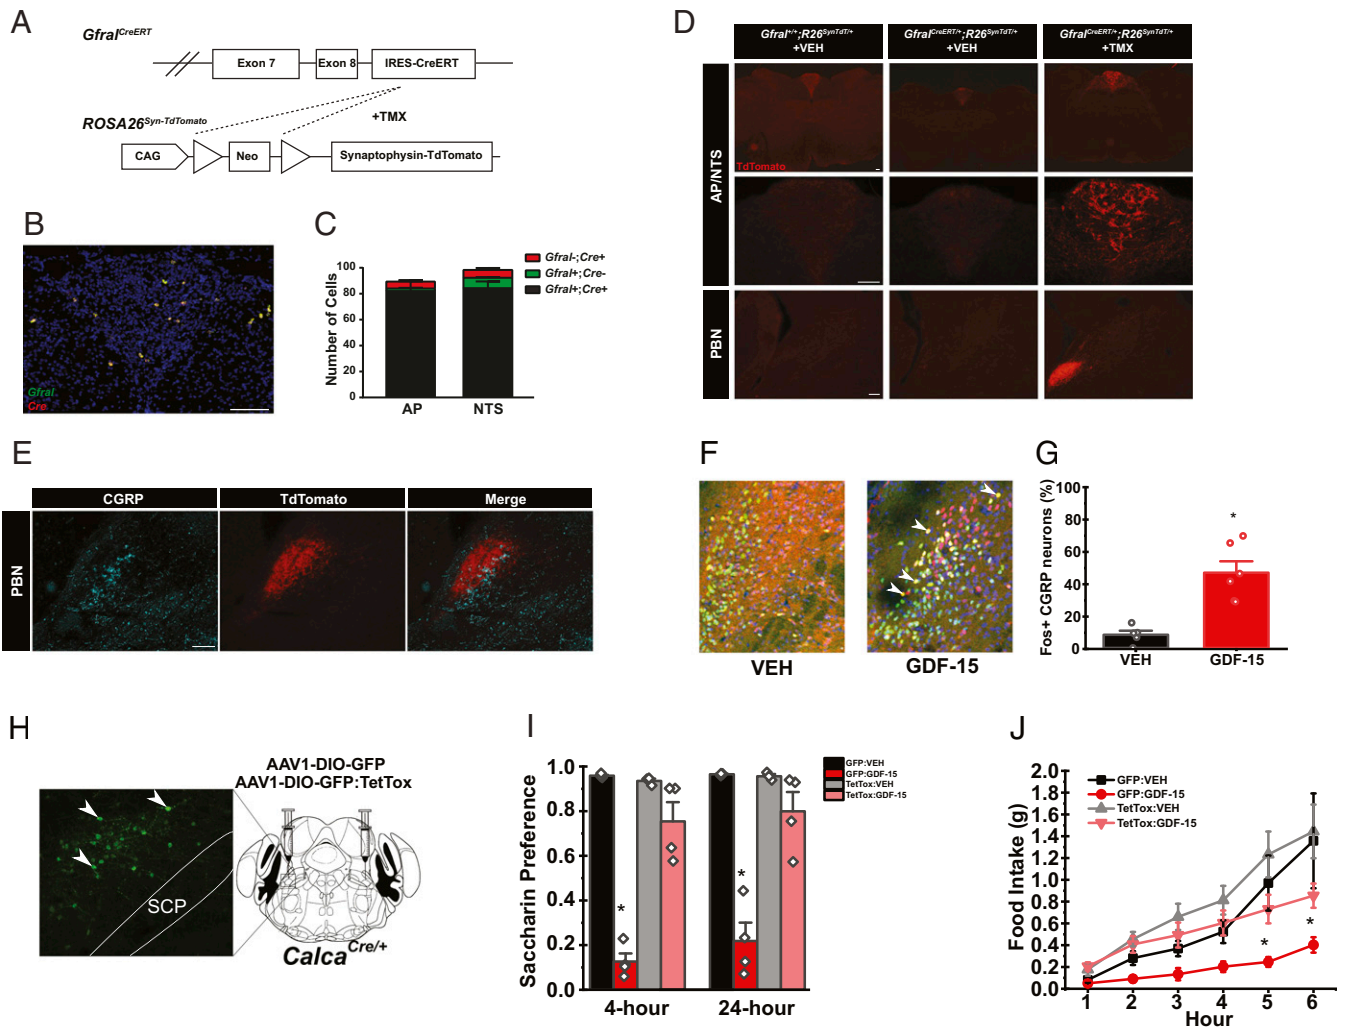 A
Gfral^CreERT
Exon 7
Exon 8
IRES-CreERT
+TMX
ROSA26^Syn-TdTomato
CAG
Neo
Synaptophysin-TdTomato
B
Gfral
Cre
C
Number of Cells
100
80
60
40
20
0
AP
NTS
Gfral-;Cre+
Gfral+;Cre-
Gfral+;Cre+
D
Gfral^+/+;R26^SynTdT/+
+VEH
Gfral^CreERT/+;R26^SynTdT/+
+VEH
Gfral^CreERT/+;R26^SynTdT/+
+TMX
AP/NTS
TdTomato
PBN
E
CGRP
TdTomato
Merge
PBN
F
VEH
GDF-15
G
Fos+ CGRP neurons (%)
100
80
60
40
20
0
*
VEH
GDF-15
H
AAV1-DIO-GFP
AAV1-DIO-GFP:TetTox
SCP
Calca^Cre/+
I
Saccharin Preference
1.0
0.8
0.6
0.4
0.2
0.0
*
*
4-hour
24-hour
GFP:VEH
GFP:GDF-15
TetTox:VEH
TetTox:GDF-15
J
Food Intake (g)
2.0
1.8
1.6
1.4
1.2
1.0
0.8
0.6
0.4
0.2
0.0
GFP:VEH
GFP:GDF-15
TetTox:VEH
TetTox:GDF-15
*
*
1
2
3
4
5
6
Hour